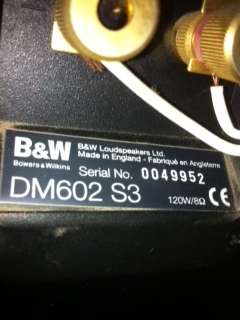 B&W
Bowers & Wilkins
B&W Loudspeakers Ltd.
Made in England - Fabriqué en Angleterre
Serial No. 0049952
DM602 S3
120W/8Ω CE